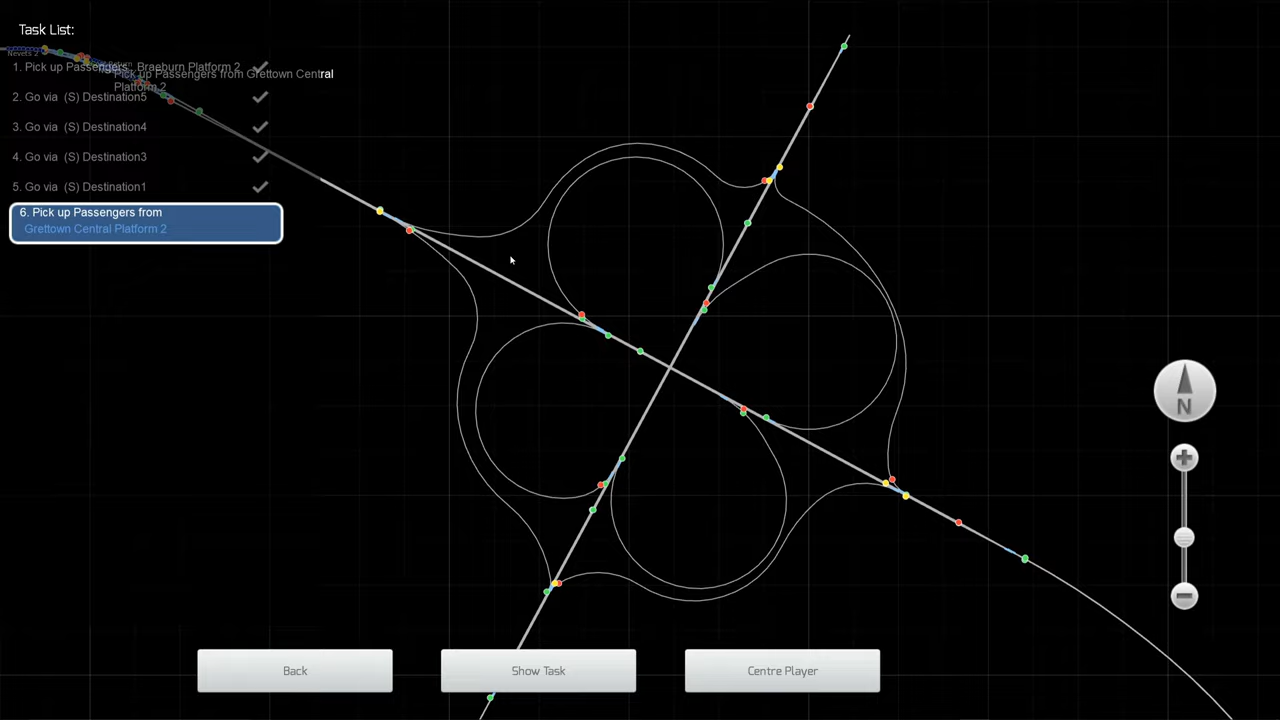 Task List:
Nevers 2
1. Pick up Passengers Braeburn Platform 2
Pick up Passengers from Grettown Central
Platform 2
2. Go via (S) Destination5
3. Go via (S) Destination4
4. Go via (S) Destination3
5. Go via (S) Destination1
6. Pick up Passengers from
Grettown Central Platform 2
N
Back
Show Task
Centre Player